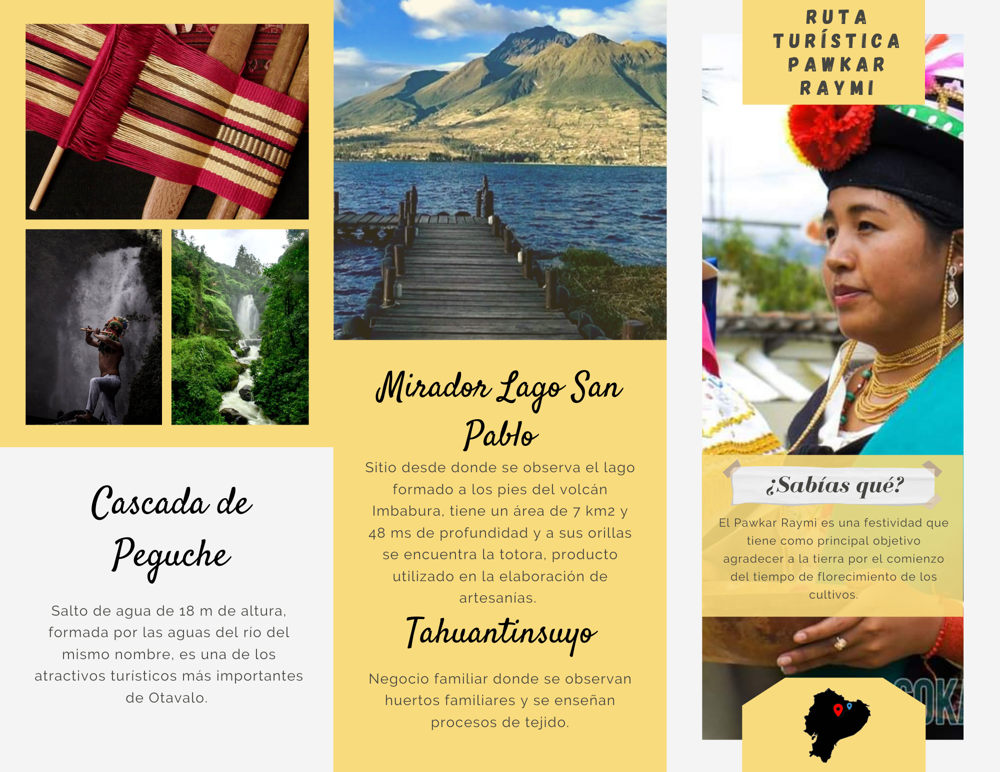 Cascada de
Peguche
Salto de agua de 18 m de altura,
formada por las aguas del río del
mismo nombre, es una de los
atractivos turísticos más importantes
de Otavalo.
Mirador Lago San
Pablo
Sitio desde donde se observa el lago
formado a los pies del volcán
Imbabura, tiene un área de 7 km2 y
48 ms de profundidad y a sus orillas
se encuentra la totora, producto
utilizado en la elaboración de
artesanías.
Tahuantinsuyo
Negocio familiar donde se observan
huertos familiares y se enseñan
procesos de tejido.
RUTA
TURÍSTICA
PAWKAR
RAYMI
¿Sabías qué?
El Pawkar Raymi es una festividad que
tiene como principal objetivo
agradecer a la tierra por el comienzo
del tiempo de florecimiento de los
cultivos.